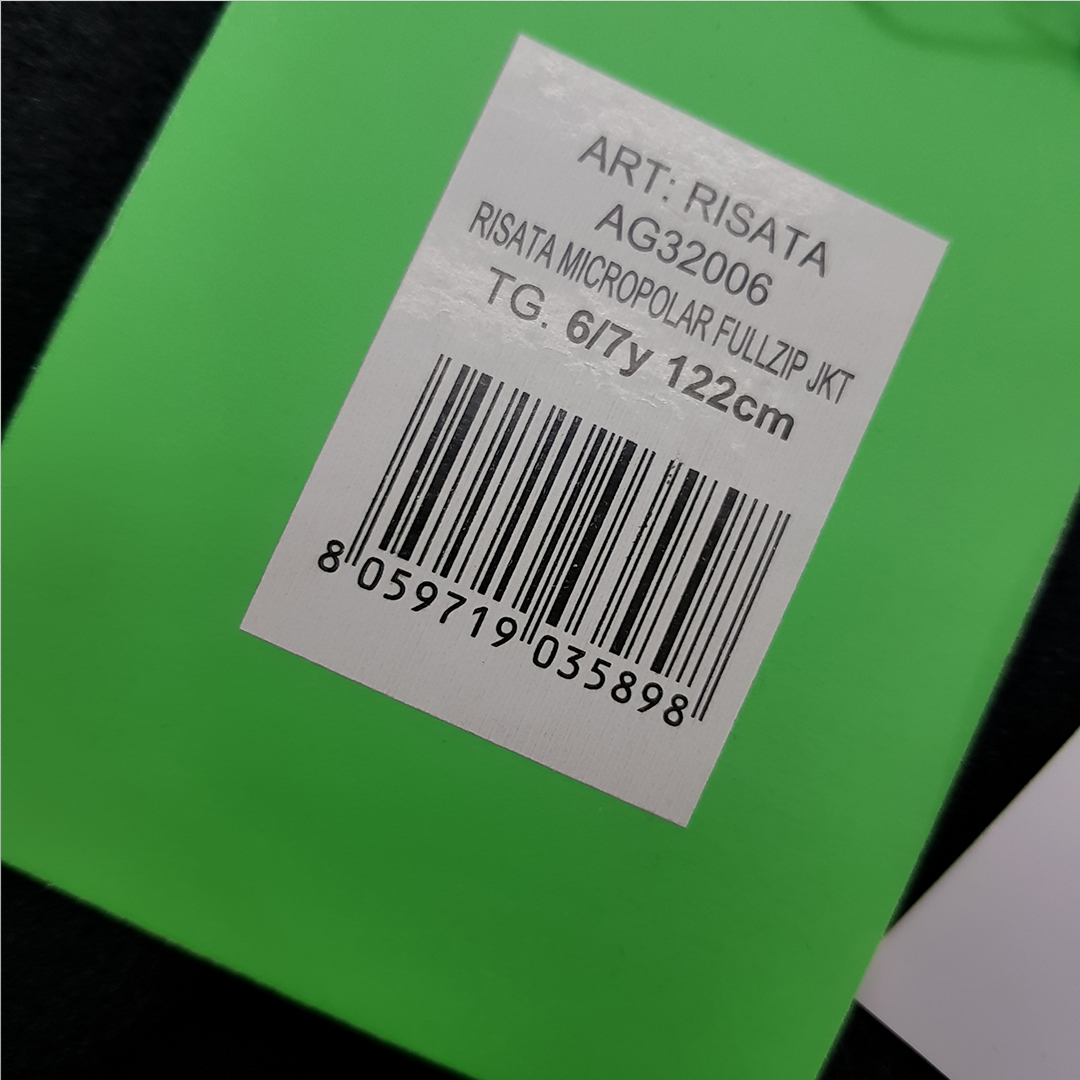 ART: RISATA
AG32006
RISATA MICROPOLAR FULLZIP JKT
TG. 6/7y 122cm
8 059719 035898